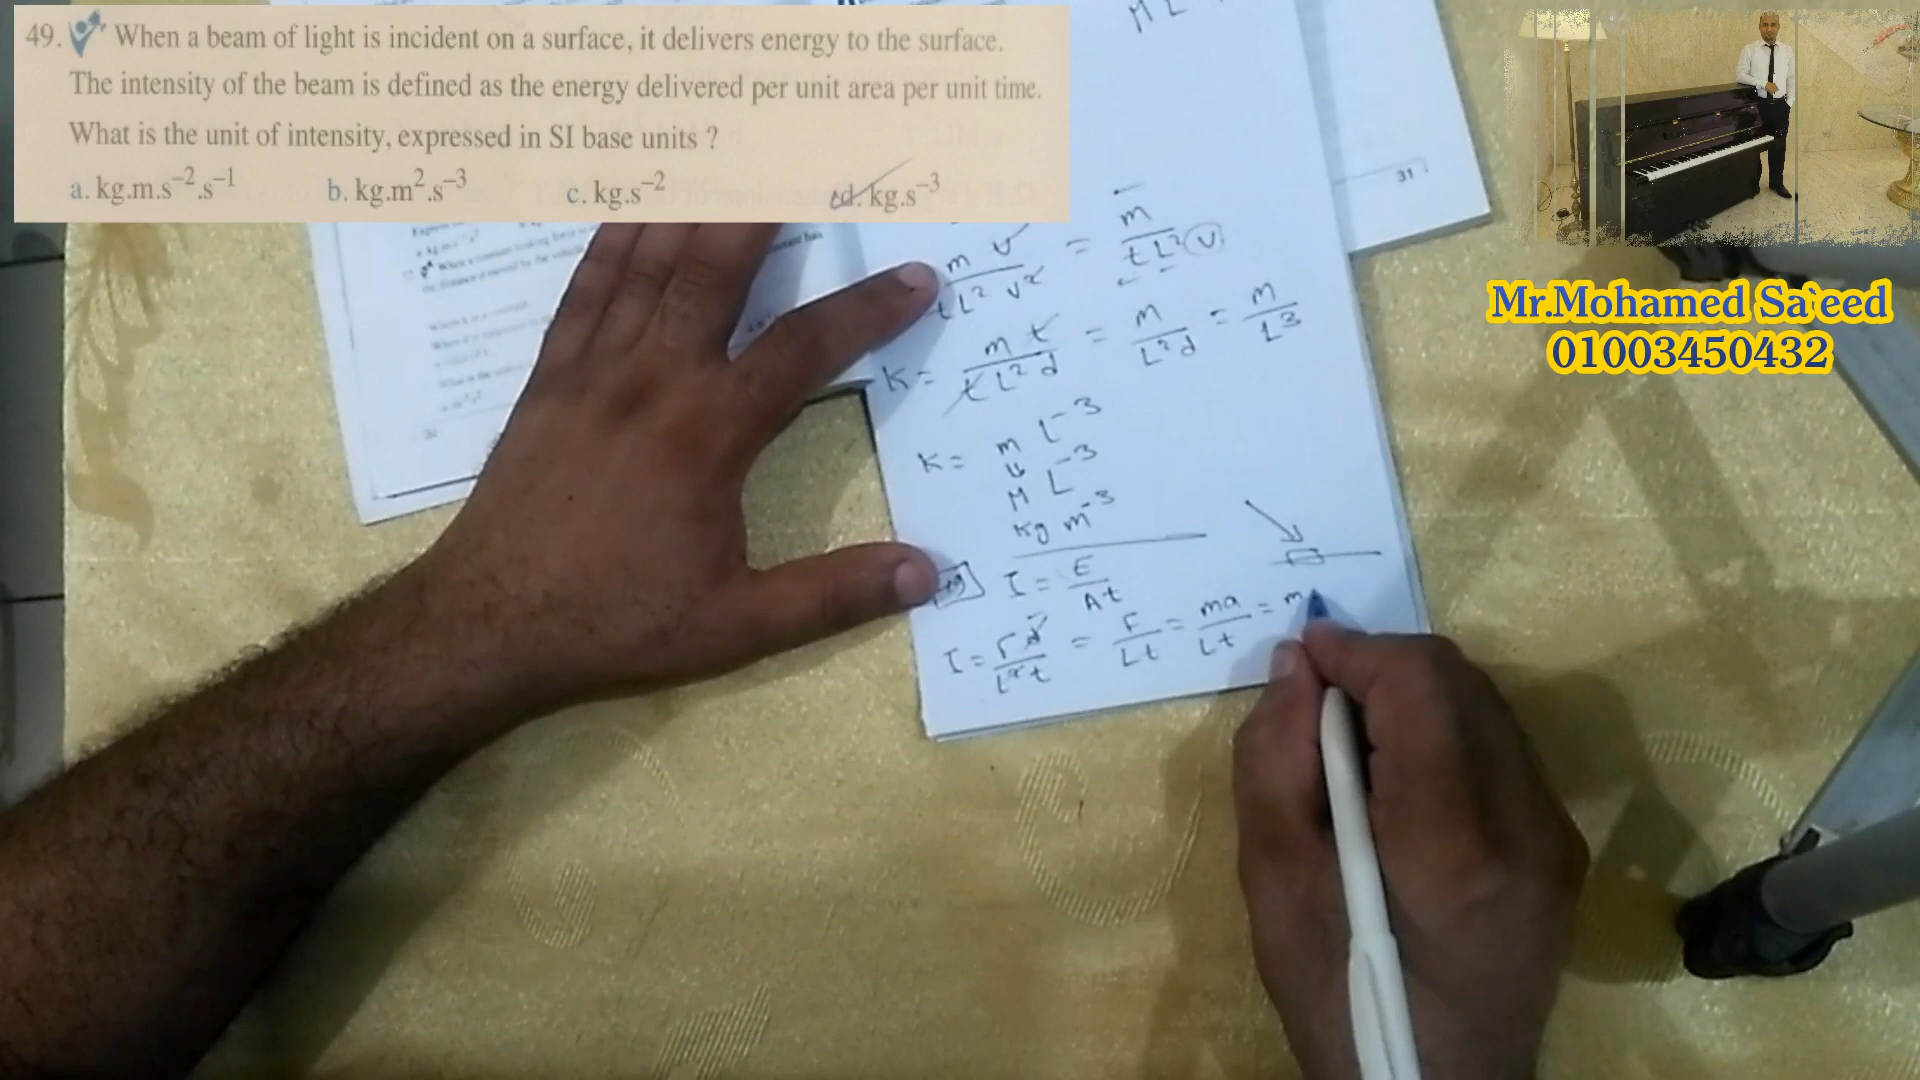 49. When a beam of light is incident on a surface, it delivers energy to the surface.
The intensity of the beam is defined as the energy delivered per unit area per unit time.
What is the unit of intensity, expressed in SI base units ?
a. kg.m.s⁻².s⁻¹ b. kg.m².s⁻³ c. kg.s⁻² d. kg.s⁻³
Mr.Mohamed Sa`eed
01003450432
31
M L
m v / t L² v² = m / t L² v
K = m t / t L² d = m / L² d = m / L³
K = m L⁻³
M L⁻³
kg m⁻³
I = E / A t
I = F d / L² t = F / L t = m a / L t = m